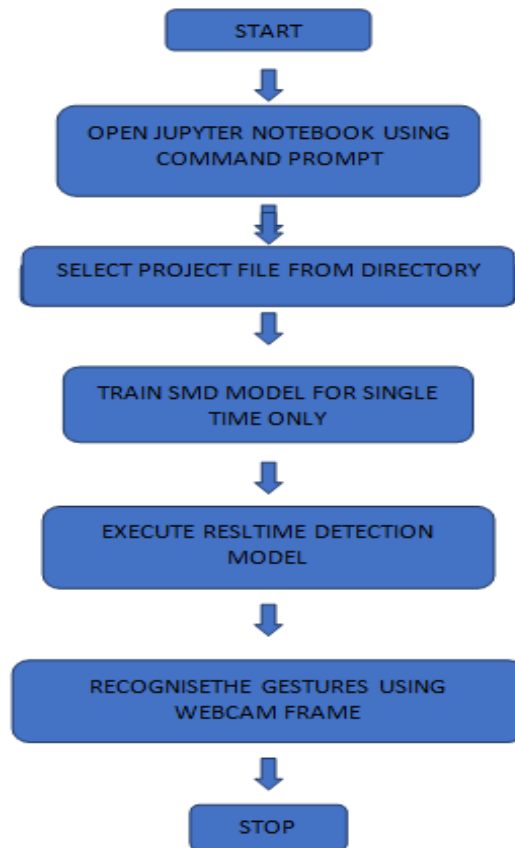 START
OPEN JUPYTER NOTEBOOK USING
COMMAND PROMPT
SELECT PROJECT FILE FROM DIRECTORY
TRAIN SMD MODEL FOR SINGLE
TIME ONLY
EXECUTE RESLTIME DETECTION
MODEL
RECOGNISETHE GESTURES USING
WEBCAM FRAME
STOP